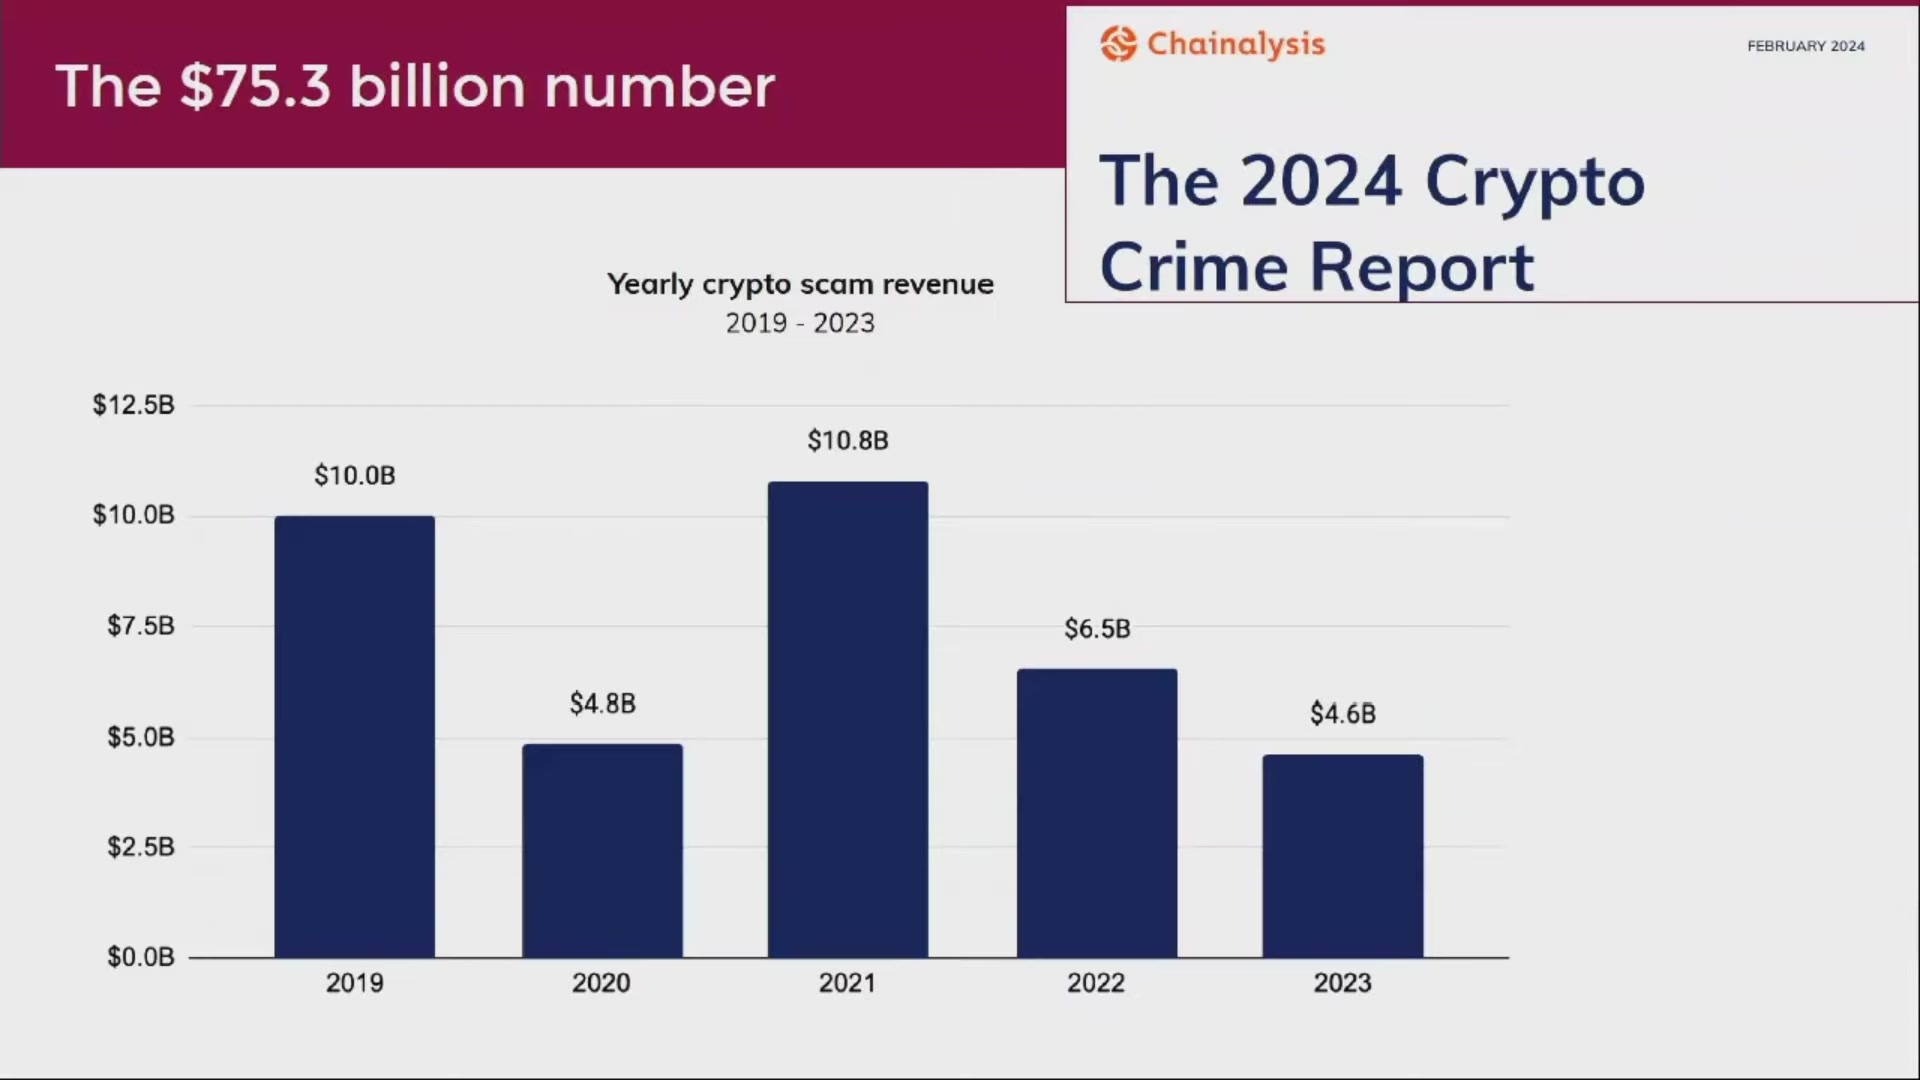 The $75.3 billion number
Chainalysis
FEBRUARY 2024
The 2024 Crypto
Crime Report
Yearly crypto scam revenue
2019 - 2023
$12.5B
$10.0B
$7.5B
$5.0B
$2.5B
$0.0B
$10.0B
$4.8B
$10.8B
$6.5B
$4.6B
2019
2020
2021
2022
2023